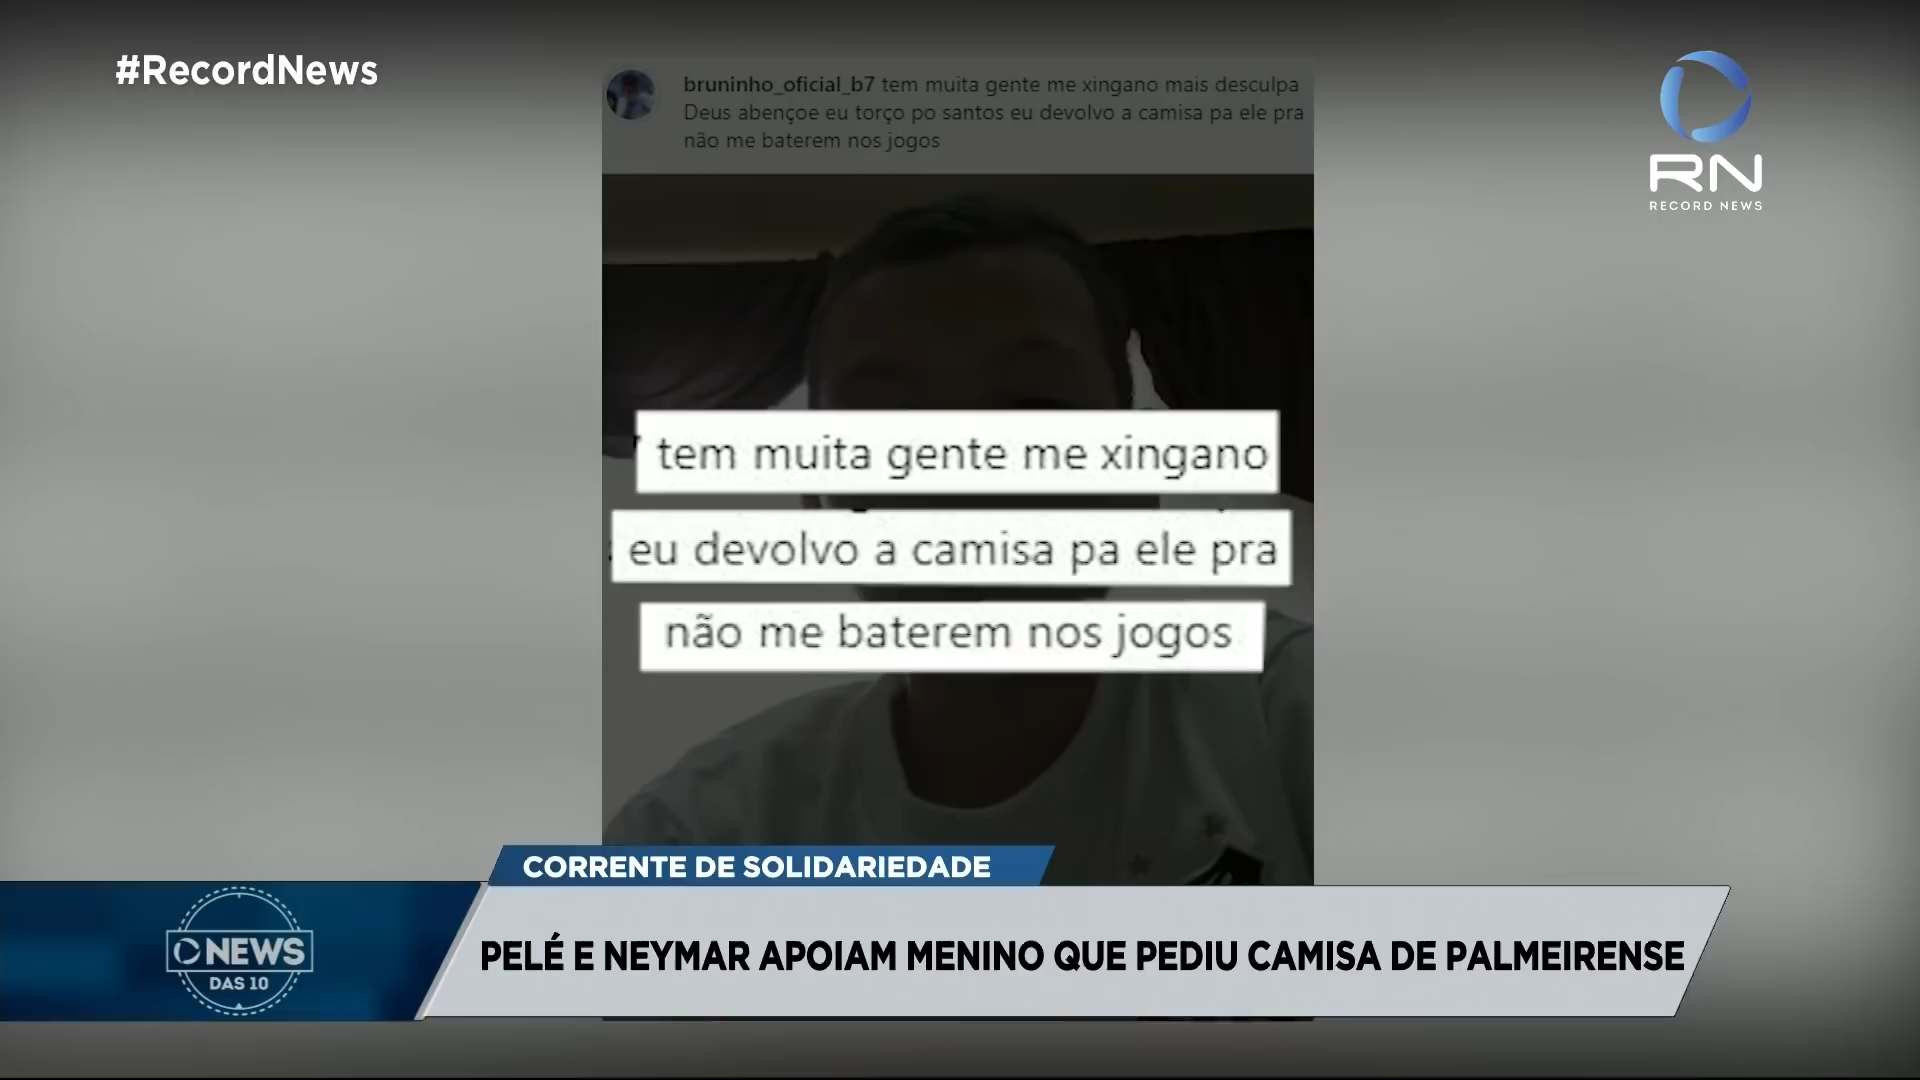 #RecordNews
RN
RECORD NEWS
bruninho_oficial_b7 tem muita gente me xingano mais desculpa
Deus abençoe eu torço po santos eu devolvo a camisa pa ele pra
não me baterem nos jogos
tem muita gente me xingano
eu devolvo a camisa pa ele pra
não me baterem nos jogos
CORRENTE DE SOLIDARIEDADE
PELÉ E NEYMAR APOIAM MENINO QUE PEDIU CAMISA DE PALMEIRENSE
NEWS
DAS 10